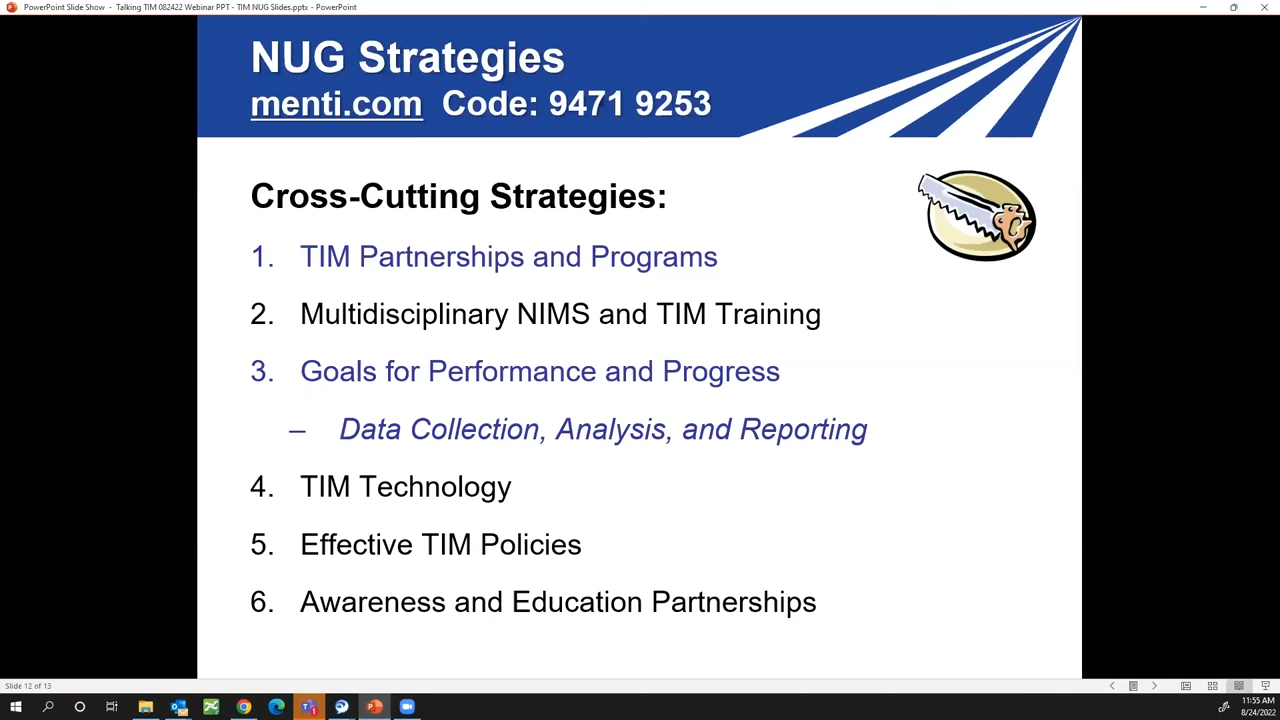 PowerPoint Slide Show - Talking TIM 082422 Webinar PPT - TIM NUG Slides.pptx - PowerPoint
NUG Strategies
menti.com Code: 9471 9253
Cross-Cutting Strategies:
1. TIM Partnerships and Programs
2. Multidisciplinary NIMS and TIM Training
3. Goals for Performance and Progress
– Data Collection, Analysis, and Reporting
4. TIM Technology
5. Effective TIM Policies
6. Awareness and Education Partnerships
Slide 12 of 13
11:55 AM
8/24/2022